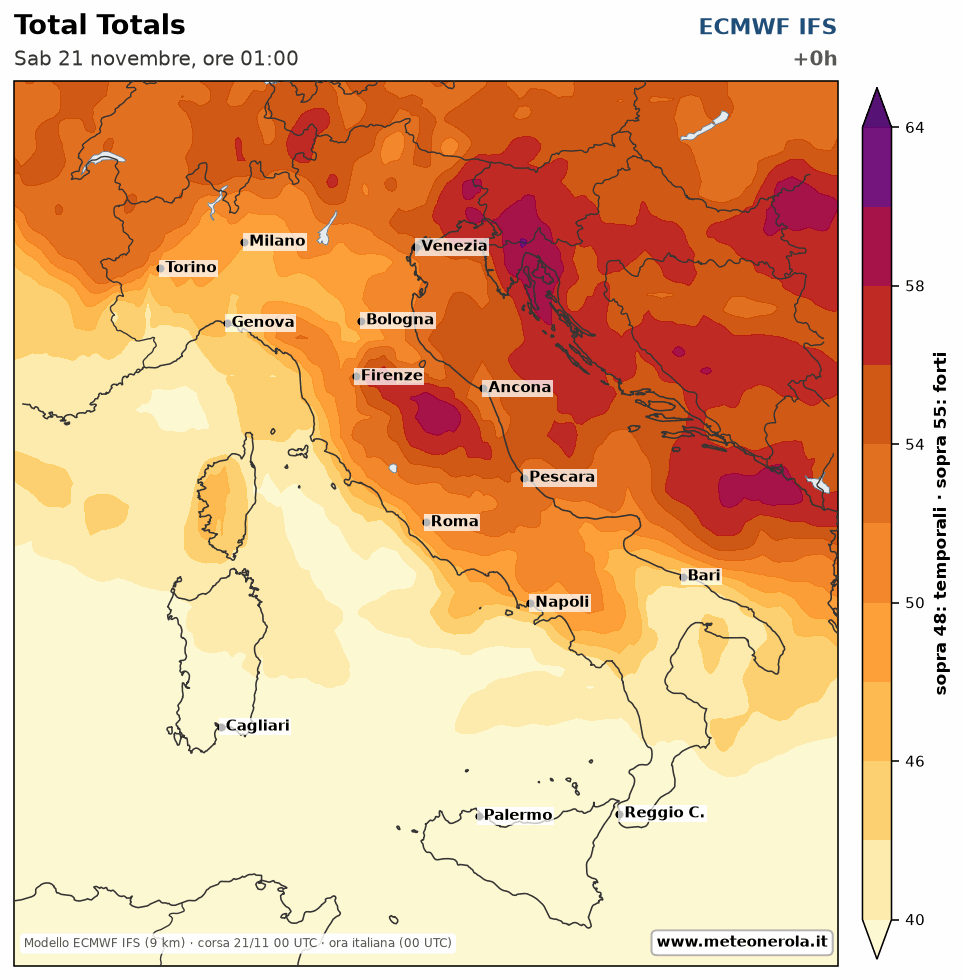 Total Totals
ECMWF IFS
Sab 21 novembre, ore 01:00
+0h
64
Milano
Venezia
Torino
58
Genova
Bologna
Firenze
Ancona
54
Pescara
Roma
Bari
Napoli
50
Cagliari
46
Palermo
Reggio C.
40
sopra 48: temporali · sopra 55: forti
Modello ECMWF IFS (9 km) · corsa 21/11 00 UTC · ora italiana (00 UTC)
www.meteonerola.it